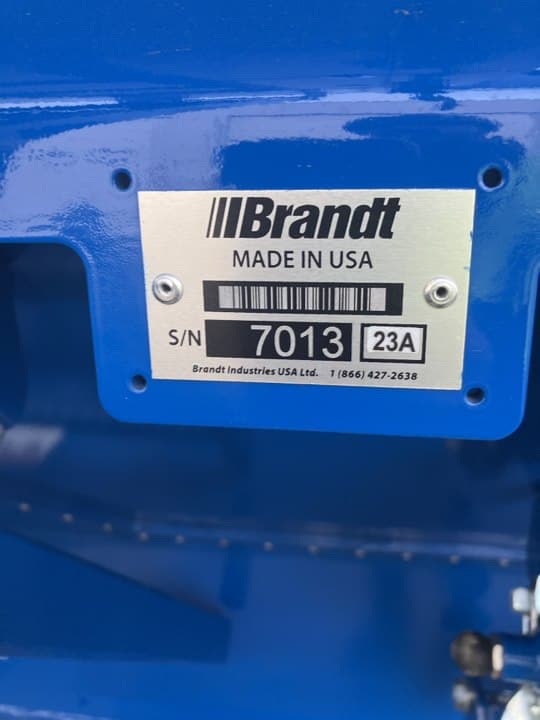 Brandt
MADE IN USA
S/N 7013 23A
Brandt Industries USA Ltd. 1 (866) 427-2638